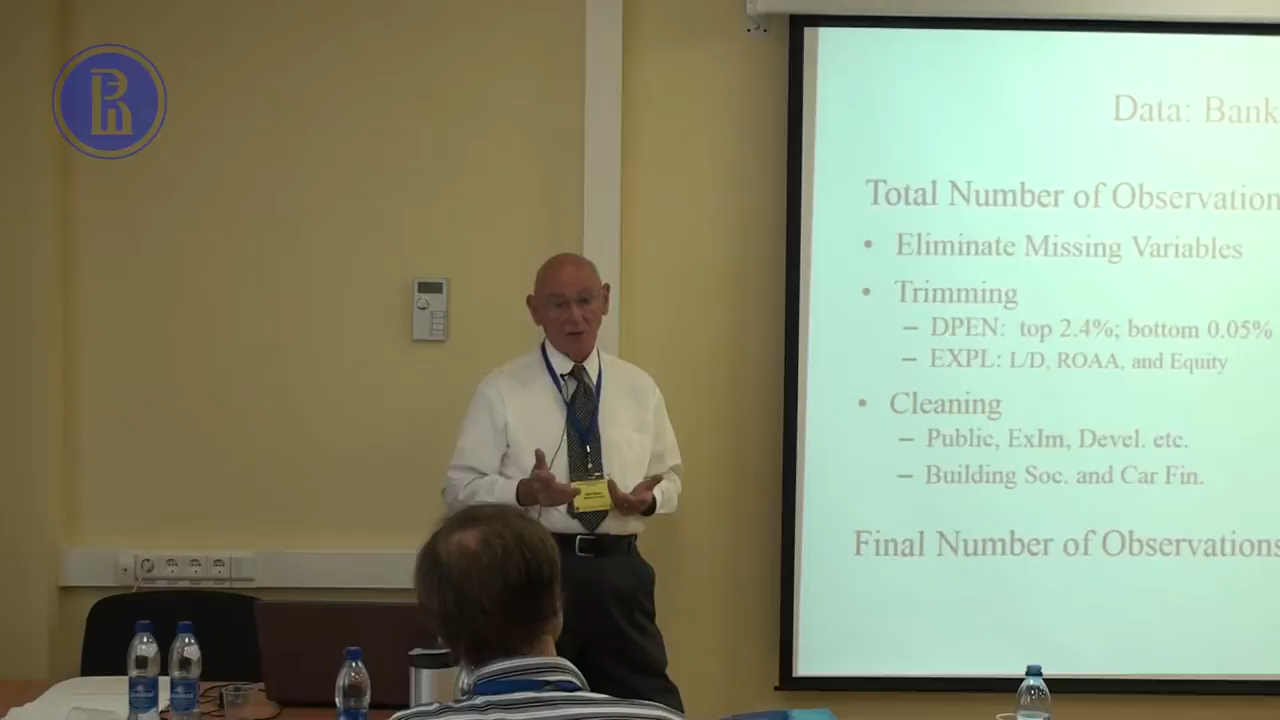 Data: Bank
Total Number of Observation
• Eliminate Missing Variables
• Trimming
– DPEN: top 2.4%; bottom 0.05%
– EXPL: L/D, ROAA, and Equity
• Cleaning
– Public, ExIm, Devel. etc.
– Building Soc. and Car Fin.
Final Number of Observations